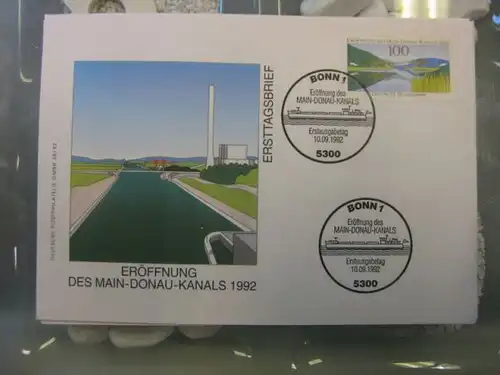 ERÖFFNUNG
DES MAIN-DONAU-KANALS 1992
ERSTTAGSBRIEF
100
BONN 1
Eröffnung des
MAIN-DONAU-KANALS
Erstausgabetag
10.09.1992
5300
BONN 1
Eröffnung des
MAIN-DONAU-KANALS
Erstausgabetag
10.09.1992
5300